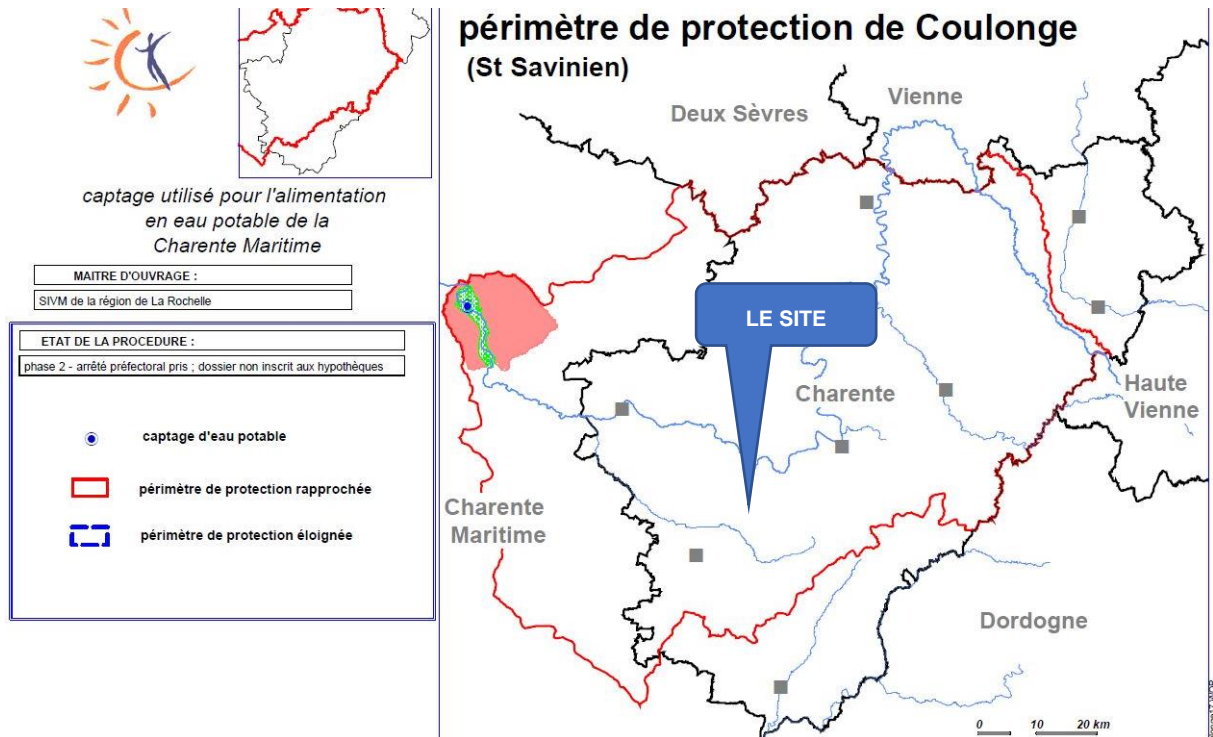 périmètre de protection de Coulonge
(St Savinien)
captage utilisé pour l'alimentation
en eau potable de la
Charente Maritime
MAITRE D'OUVRAGE :
SIVM de la région de La Rochelle
ETAT DE LA PROCEDURE :
phase 2 - arrêté préfectoral pris ; dossier non inscrit aux hypothèques
captage d'eau potable
périmètre de protection rapprochée
périmètre de protection éloignée
Deux Sèvres
Vienne
LE SITE
Charente
Haute
Vienne
Charente
Maritime
Dordogne
0 10 20 km